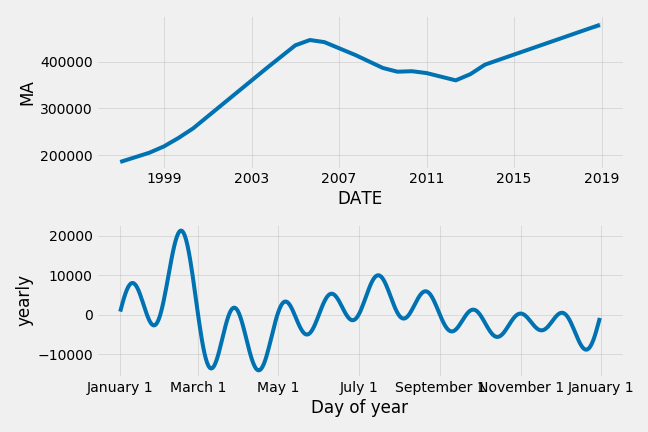 MA
400000
300000
200000
1999 2003 2007 2011 2015 2019
DATE
yearly
20000
10000
0
−10000
January 1 March 1 May 1 July 1 September 1 November 1 January 1
Day of year